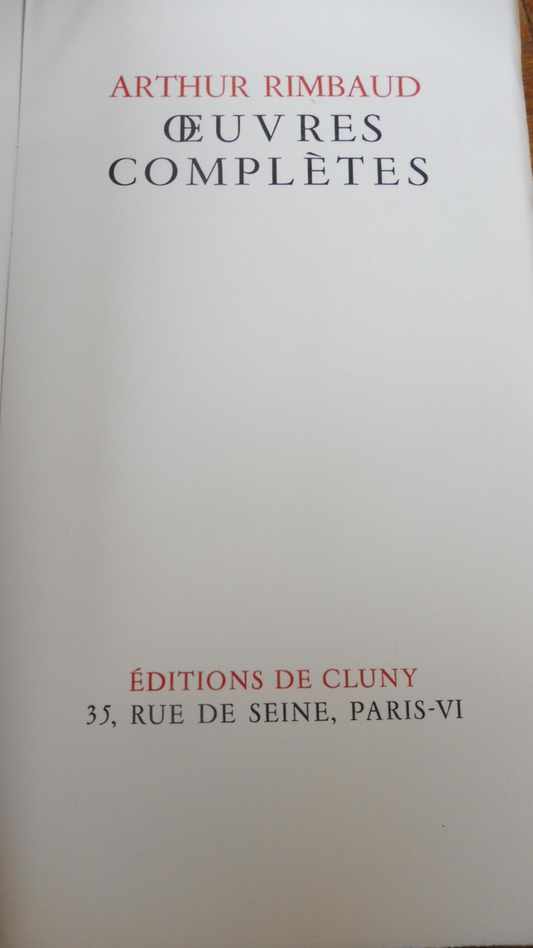 ARTHUR RIMBAUD
ŒUVRES
COMPLÈTES
ÉDITIONS DE CLUNY
35, RUE DE SEINE, PARIS-VI